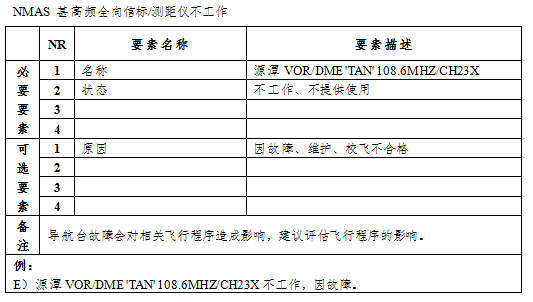 NMAS 甚高频全向信标/测距仪不工作
NR 要素名称 要素描述
必要要素
1 名称 源潭 VOR/DME 'TAN' 108.6MHZ/CH23X
2 状态 不工作、不提供使用
3
4
可选要素
1 原因 因故障、维护、校飞不合格
2
3
4
备注 导航台故障会对相关飞行程序造成影响，建议评估飞行程序的影响。
例：
E）源潭 VOR/DME 'TAN' 108.6MHZ/CH23X 不工作，因故障。